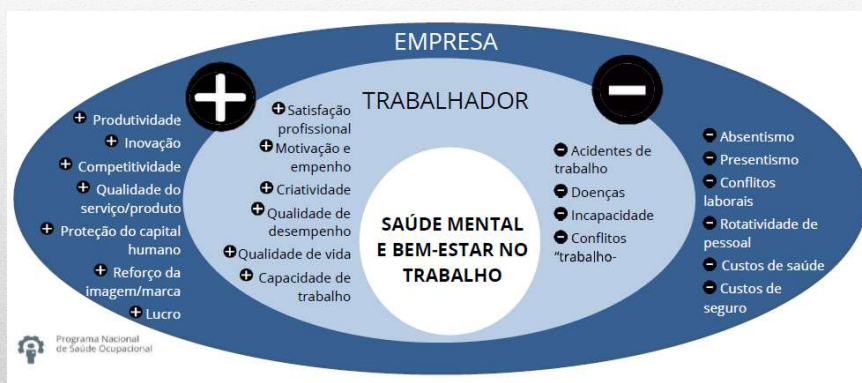 EMPRESA
TRABALHADOR
Produtividade
Inovação
Competitividade
Qualidade do
serviço/produto
Proteção do capital
humano
Reforço da
imagem/marca
Lucro
Satisfação
profissional
Motivação e
empenho
Criatividade
Qualidade de
desempenho
Qualidade de vida
Capacidade de
trabalho
SAÚDE MENTAL
E BEM-ESTAR NO
TRABALHO
Acidentes de
trabalho
Doenças
Incapacidade
Conflitos
“trabalho-
Absentismo
Presentismo
Conflitos
laborais
Rotatividade de
pessoal
Custos de saúde
Custos de
seguro
Programa Nacional
de Saúde Ocupacional